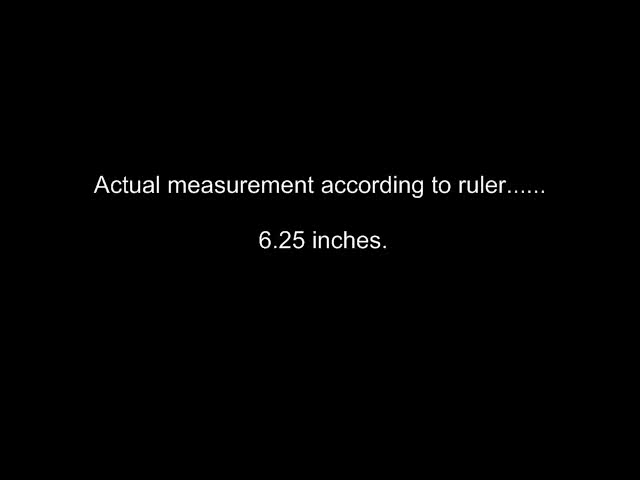 Actual measurement according to ruler......
6.25 inches.